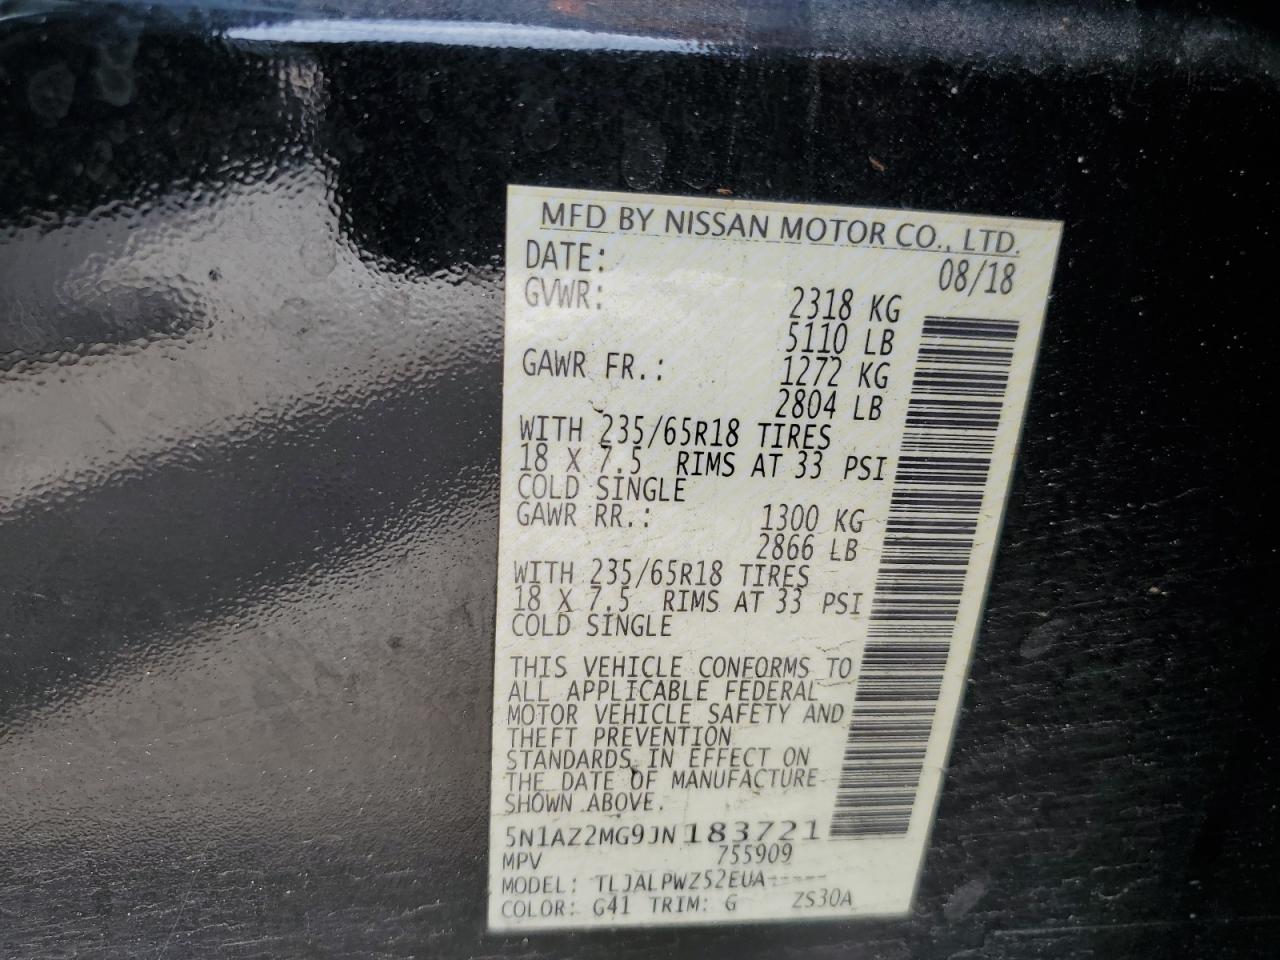 MFD BY NISSAN MOTOR CO., LTD.
DATE: 08/18
GVWR: 2318 KG
5110 LB
GAWR FR.: 1272 KG
2804 LB
WITH 235/65R18 TIRES
18 X 7.5 RIMS AT 33 PSI
COLD SINGLE
GAWR RR.: 1300 KG
2866 LB
WITH 235/65R18 TIRES
18 X 7.5 RIMS AT 33 PSI
COLD SINGLE
THIS VEHICLE CONFORMS TO
ALL APPLICABLE FEDERAL
MOTOR VEHICLE SAFETY AND
THEFT PREVENTION
STANDARDS IN EFFECT ON
THE DATE OF MANUFACTURE
SHOWN ABOVE.
5N1AZ2MG9JN183721
MPV 755909
MODEL: TLJALPWZ52EUA-----
COLOR: G41 TRIM: G ZS30A